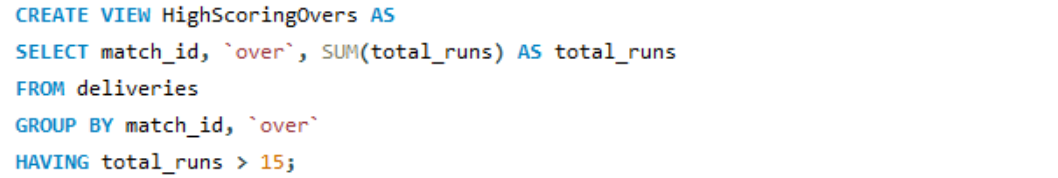 CREATE VIEW HighScoringOvers AS
SELECT match_id, `over`, SUM(total_runs) AS total_runs
FROM deliveries
GROUP BY match_id, `over`
HAVING total_runs > 15;